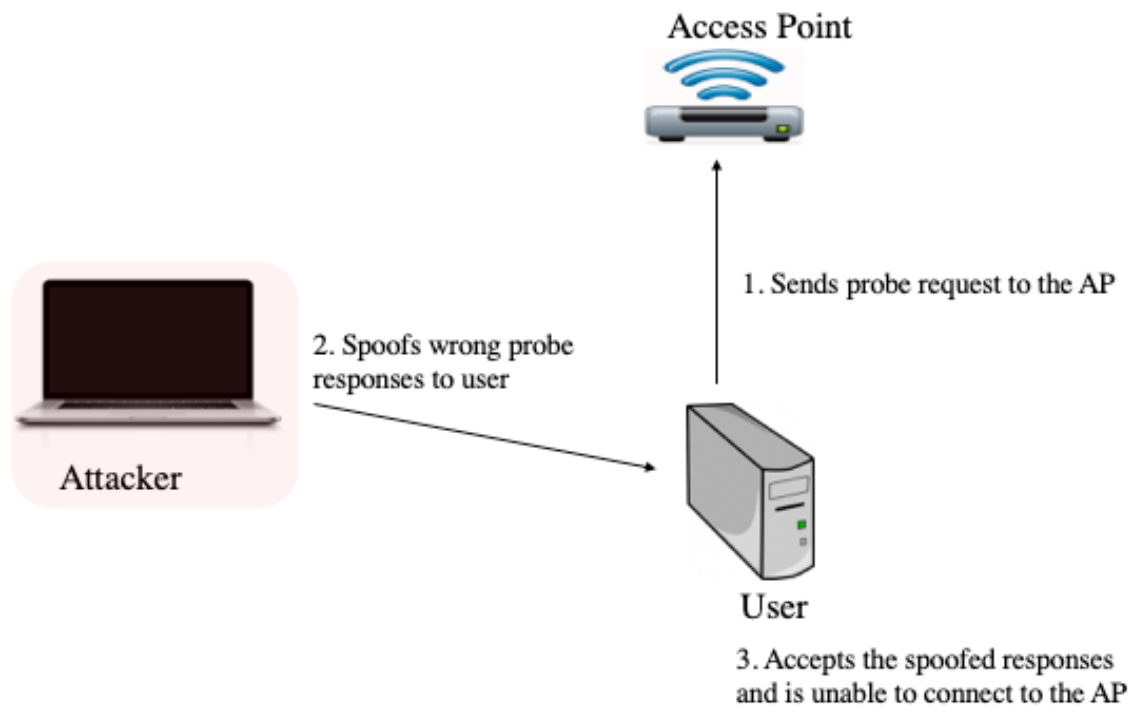 Access Point
1. Sends probe request to the AP
2. Spoofs wrong probe
responses to user
Attacker
User
3. Accepts the spoofed responses
and is unable to connect to the AP